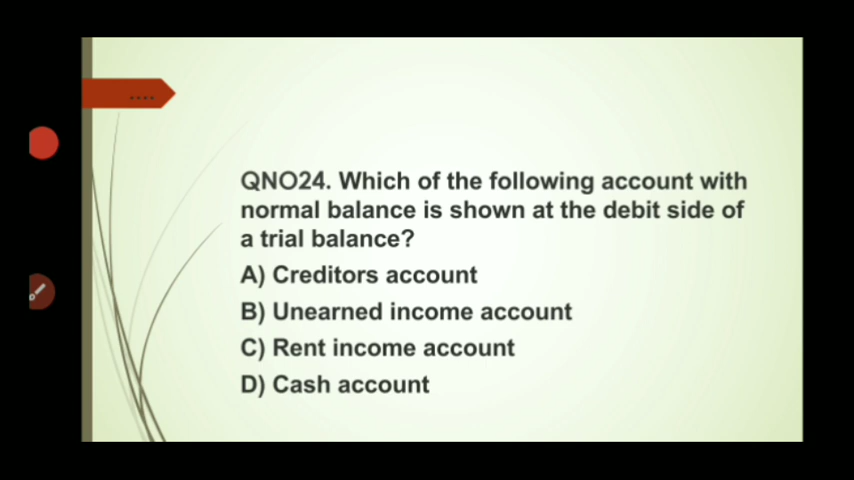 ....
QNO24. Which of the following account with
normal balance is shown at the debit side of
a trial balance?
A) Creditors account
B) Unearned income account
C) Rent income account
D) Cash account